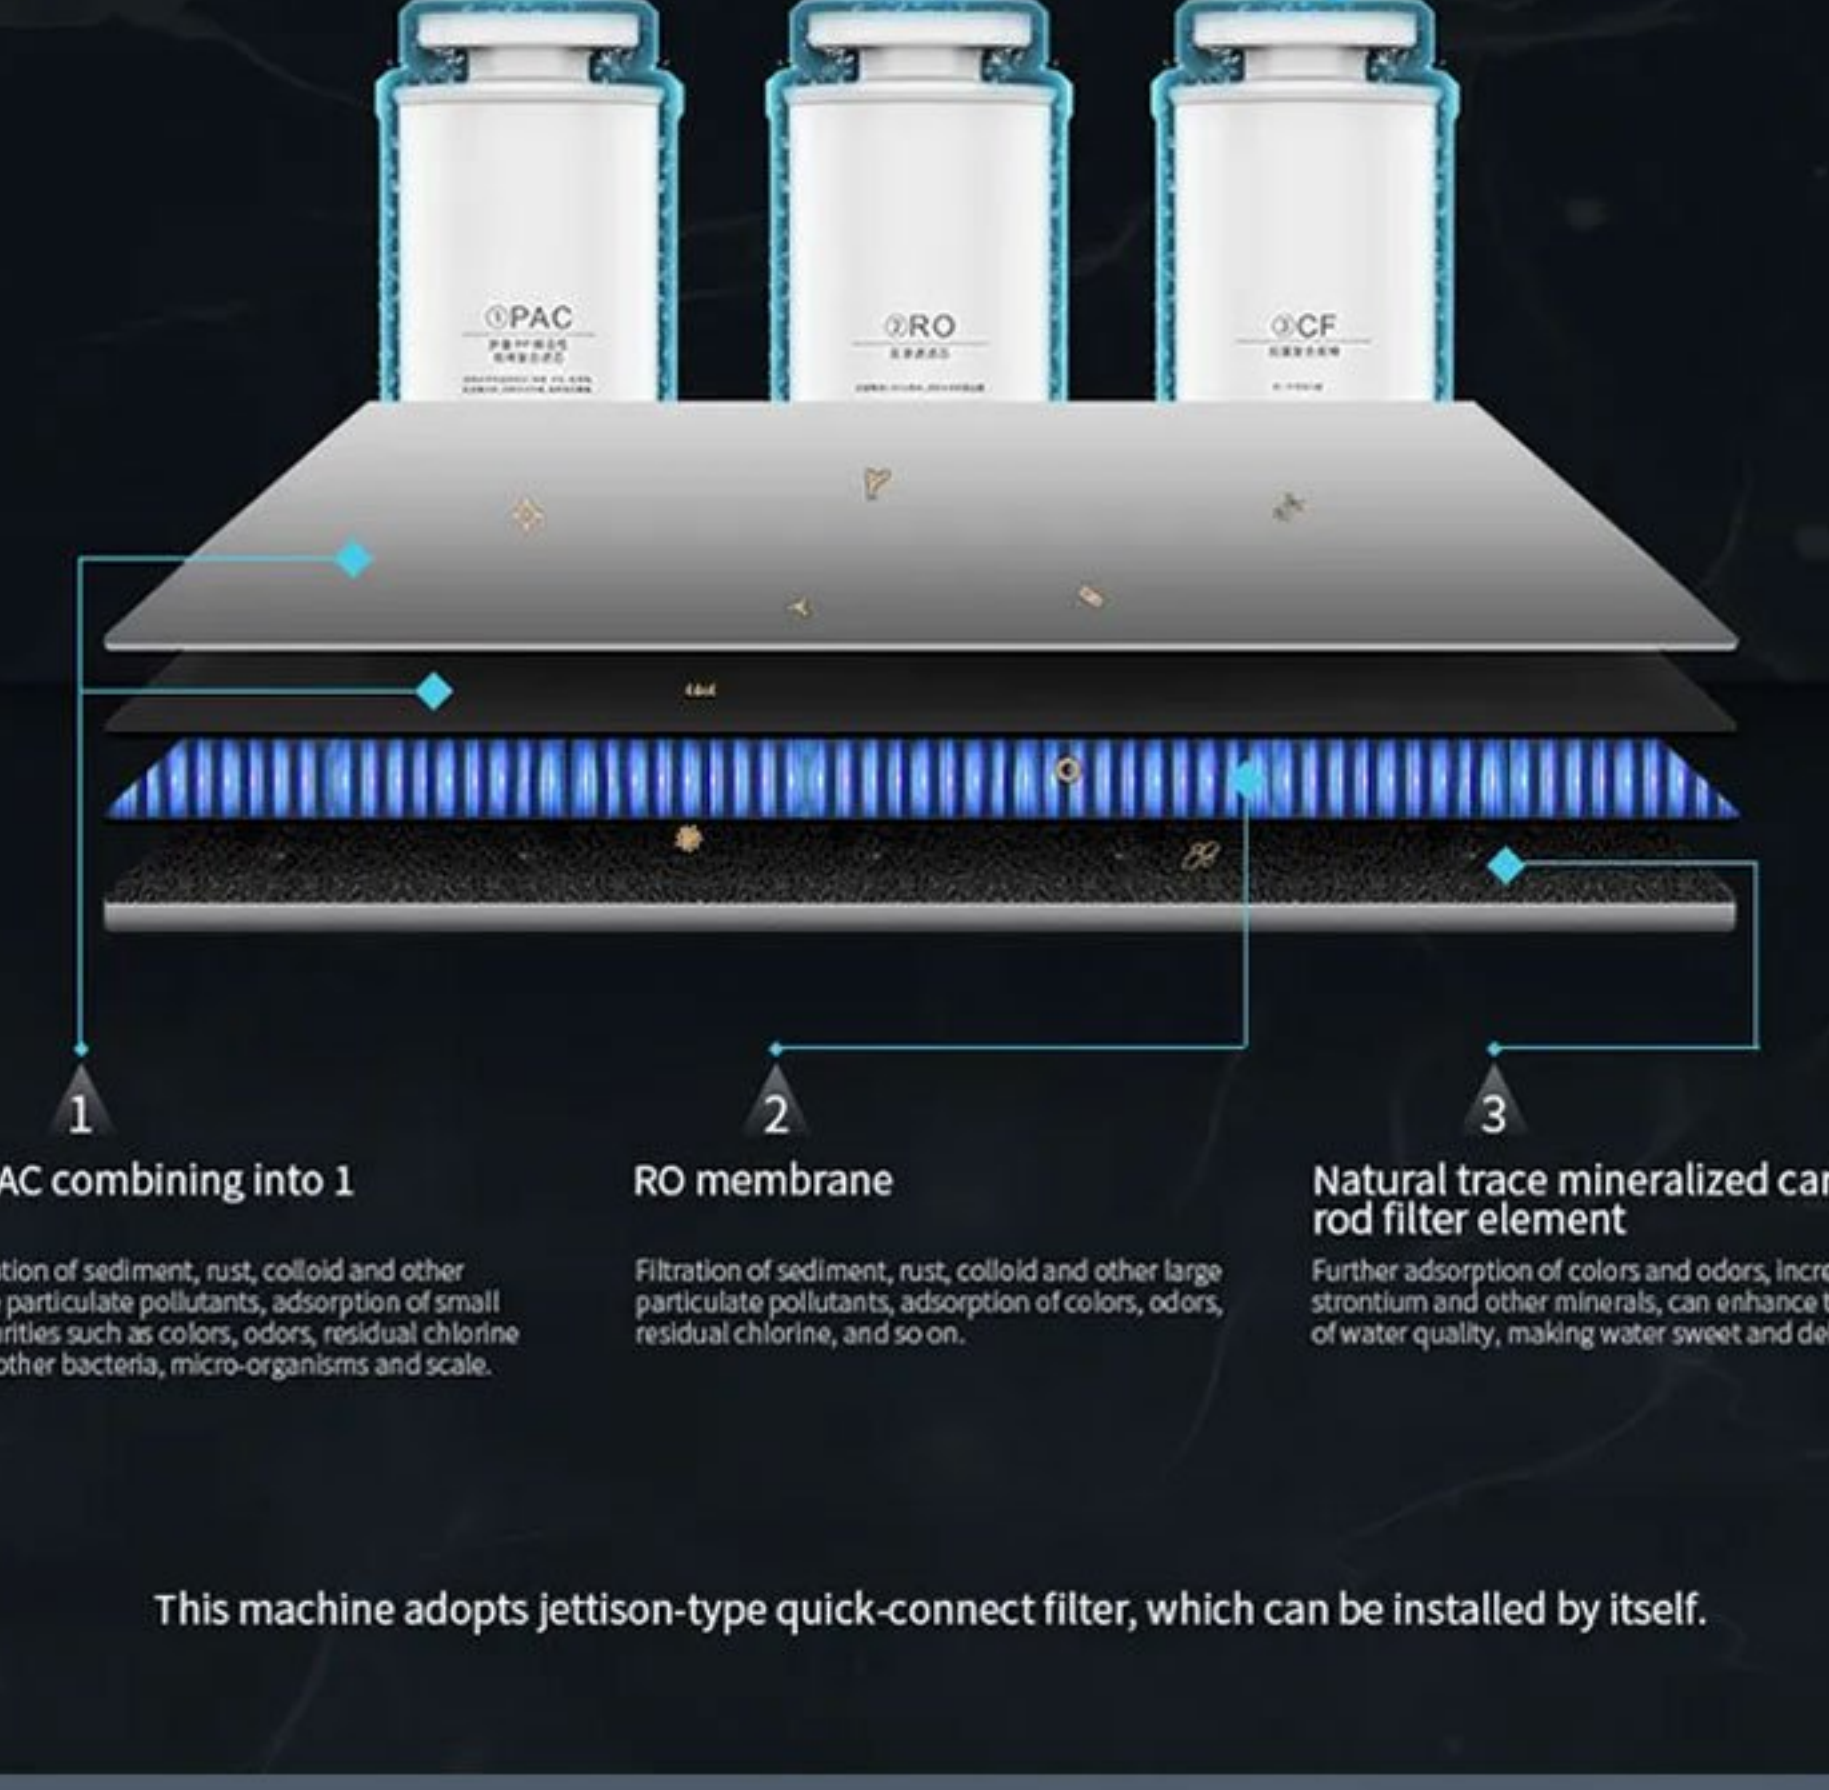 ①PAC
②RO
③CF
1
2
3
AC combining into 1
RO membrane
Natural trace mineralized car
rod filter element
tion of sediment, rust, colloid and other
particulate pollutants, adsorption of small
rities such as colors, odors, residual chlorine
other bacteria, micro-organisms and scale.
Filtration of sediment, rust, colloid and other large
particulate pollutants, adsorption of colors, odors,
residual chlorine, and so on.
Further adsorption of colors and odors, incre
strontium and other minerals, can enhance t
of water quality, making water sweet and de
This machine adopts jettison-type quick-connect filter, which can be installed by itself.